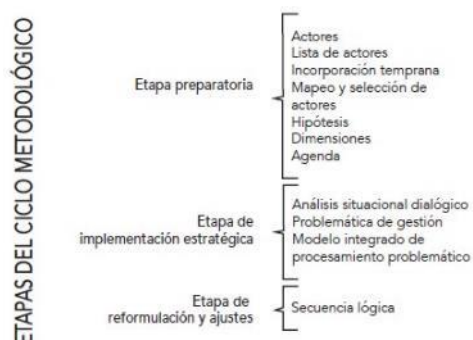 ETAPAS DEL CICLO METODOLÓGICO
Etapa preparatoria
Actores
Lista de actores
Incorporación temprana
Mapeo y selección de
actores
Hipótesis
Dimensiones
Agenda
Etapa de
implementación estratégica
Análisis situacional dialógico
Problemática de gestión
Modelo integrado de
procesamiento problemático
Etapa de
reformulación y ajustes
Secuencia lógica